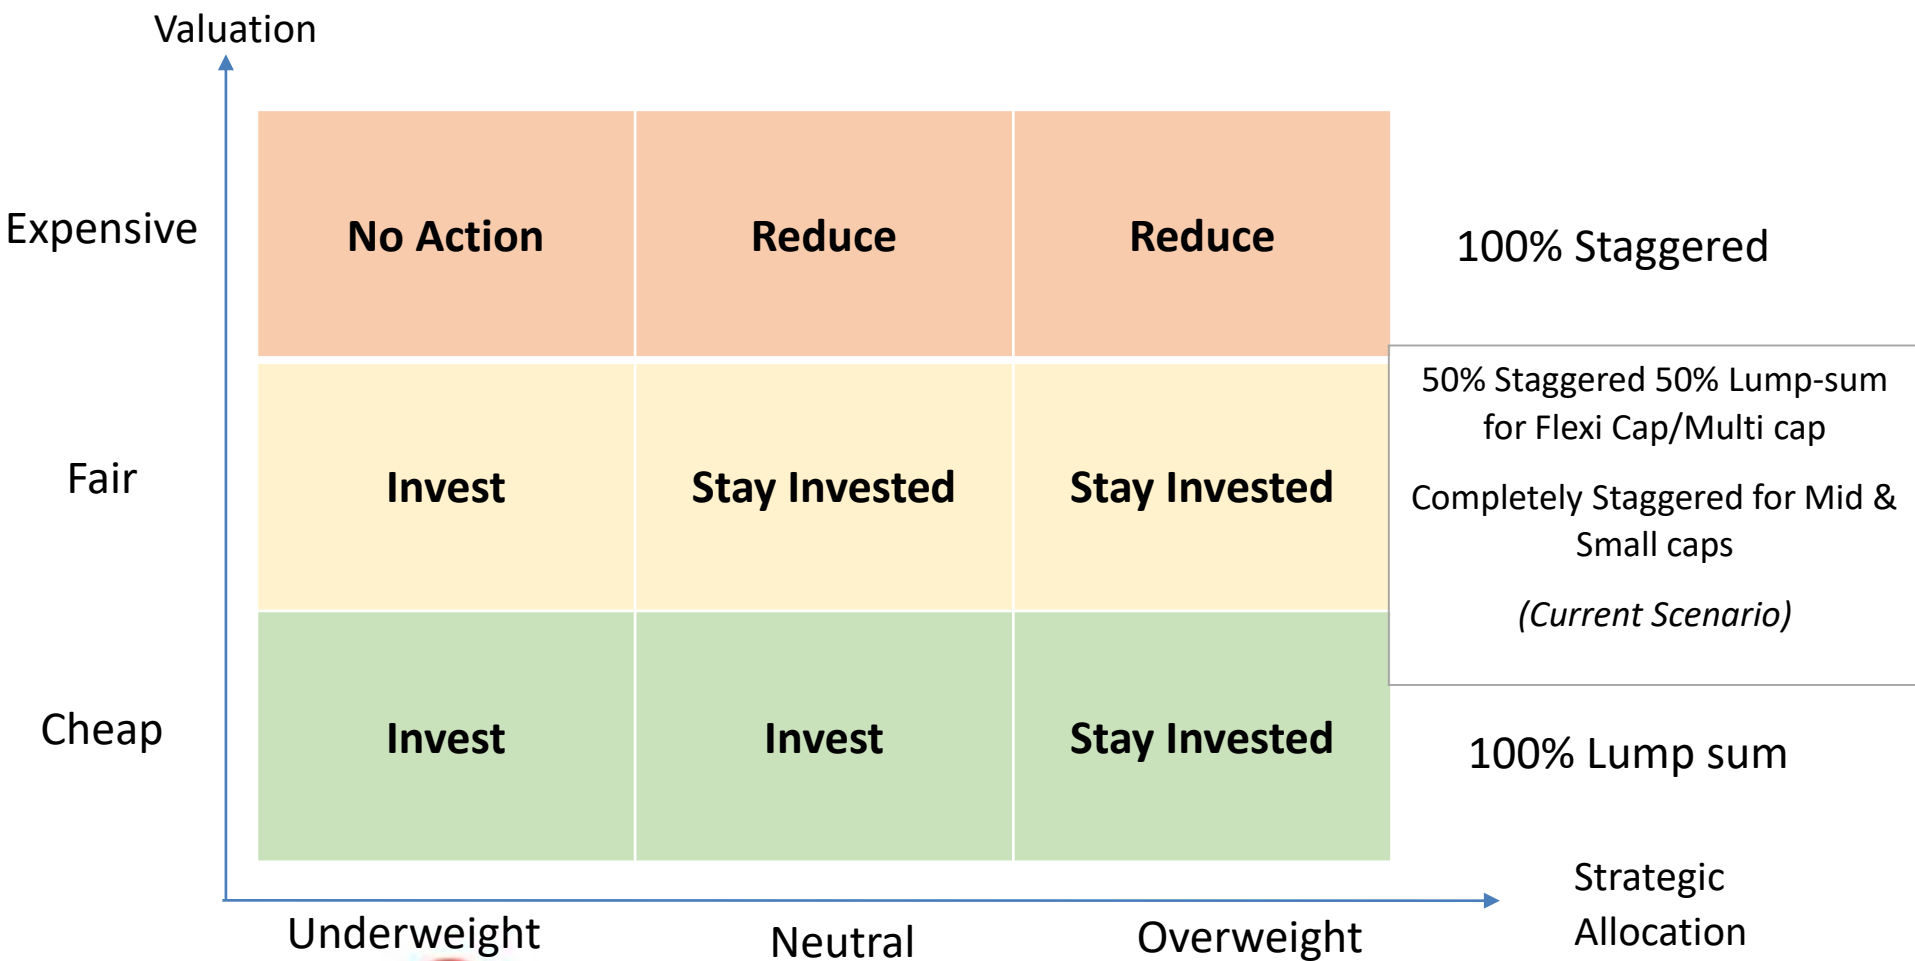 Valuation
Expensive
No Action
Reduce
Reduce
100% Staggered
Fair
Invest
Stay Invested
Stay Invested
50% Staggered 50% Lump-sum
for Flexi Cap/Multi cap
Completely Staggered for Mid &
Small caps
(Current Scenario)
Cheap
Invest
Invest
Stay Invested
100% Lump sum
Underweight
Neutral
Overweight
Strategic
Allocation